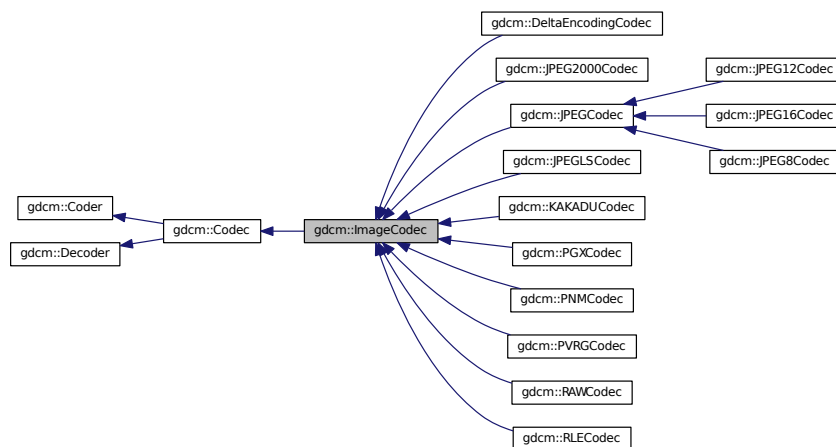 gdcm::DeltaEncodingCodec
gdcm::JPEG2000Codec
gdcm::JPEG12Codec
gdcm::JPEGCodec
gdcm::JPEG16Codec
gdcm::JPEGLSCodec
gdcm::JPEG8Codec
gdcm::Coder
gdcm::KAKADUCodec
gdcm::Codec
gdcm::ImageCodec
gdcm::Decoder
gdcm::PGXCodec
gdcm::PNMCodec
gdcm::PVRGCodec
gdcm::RAWCodec
gdcm::RLECodec